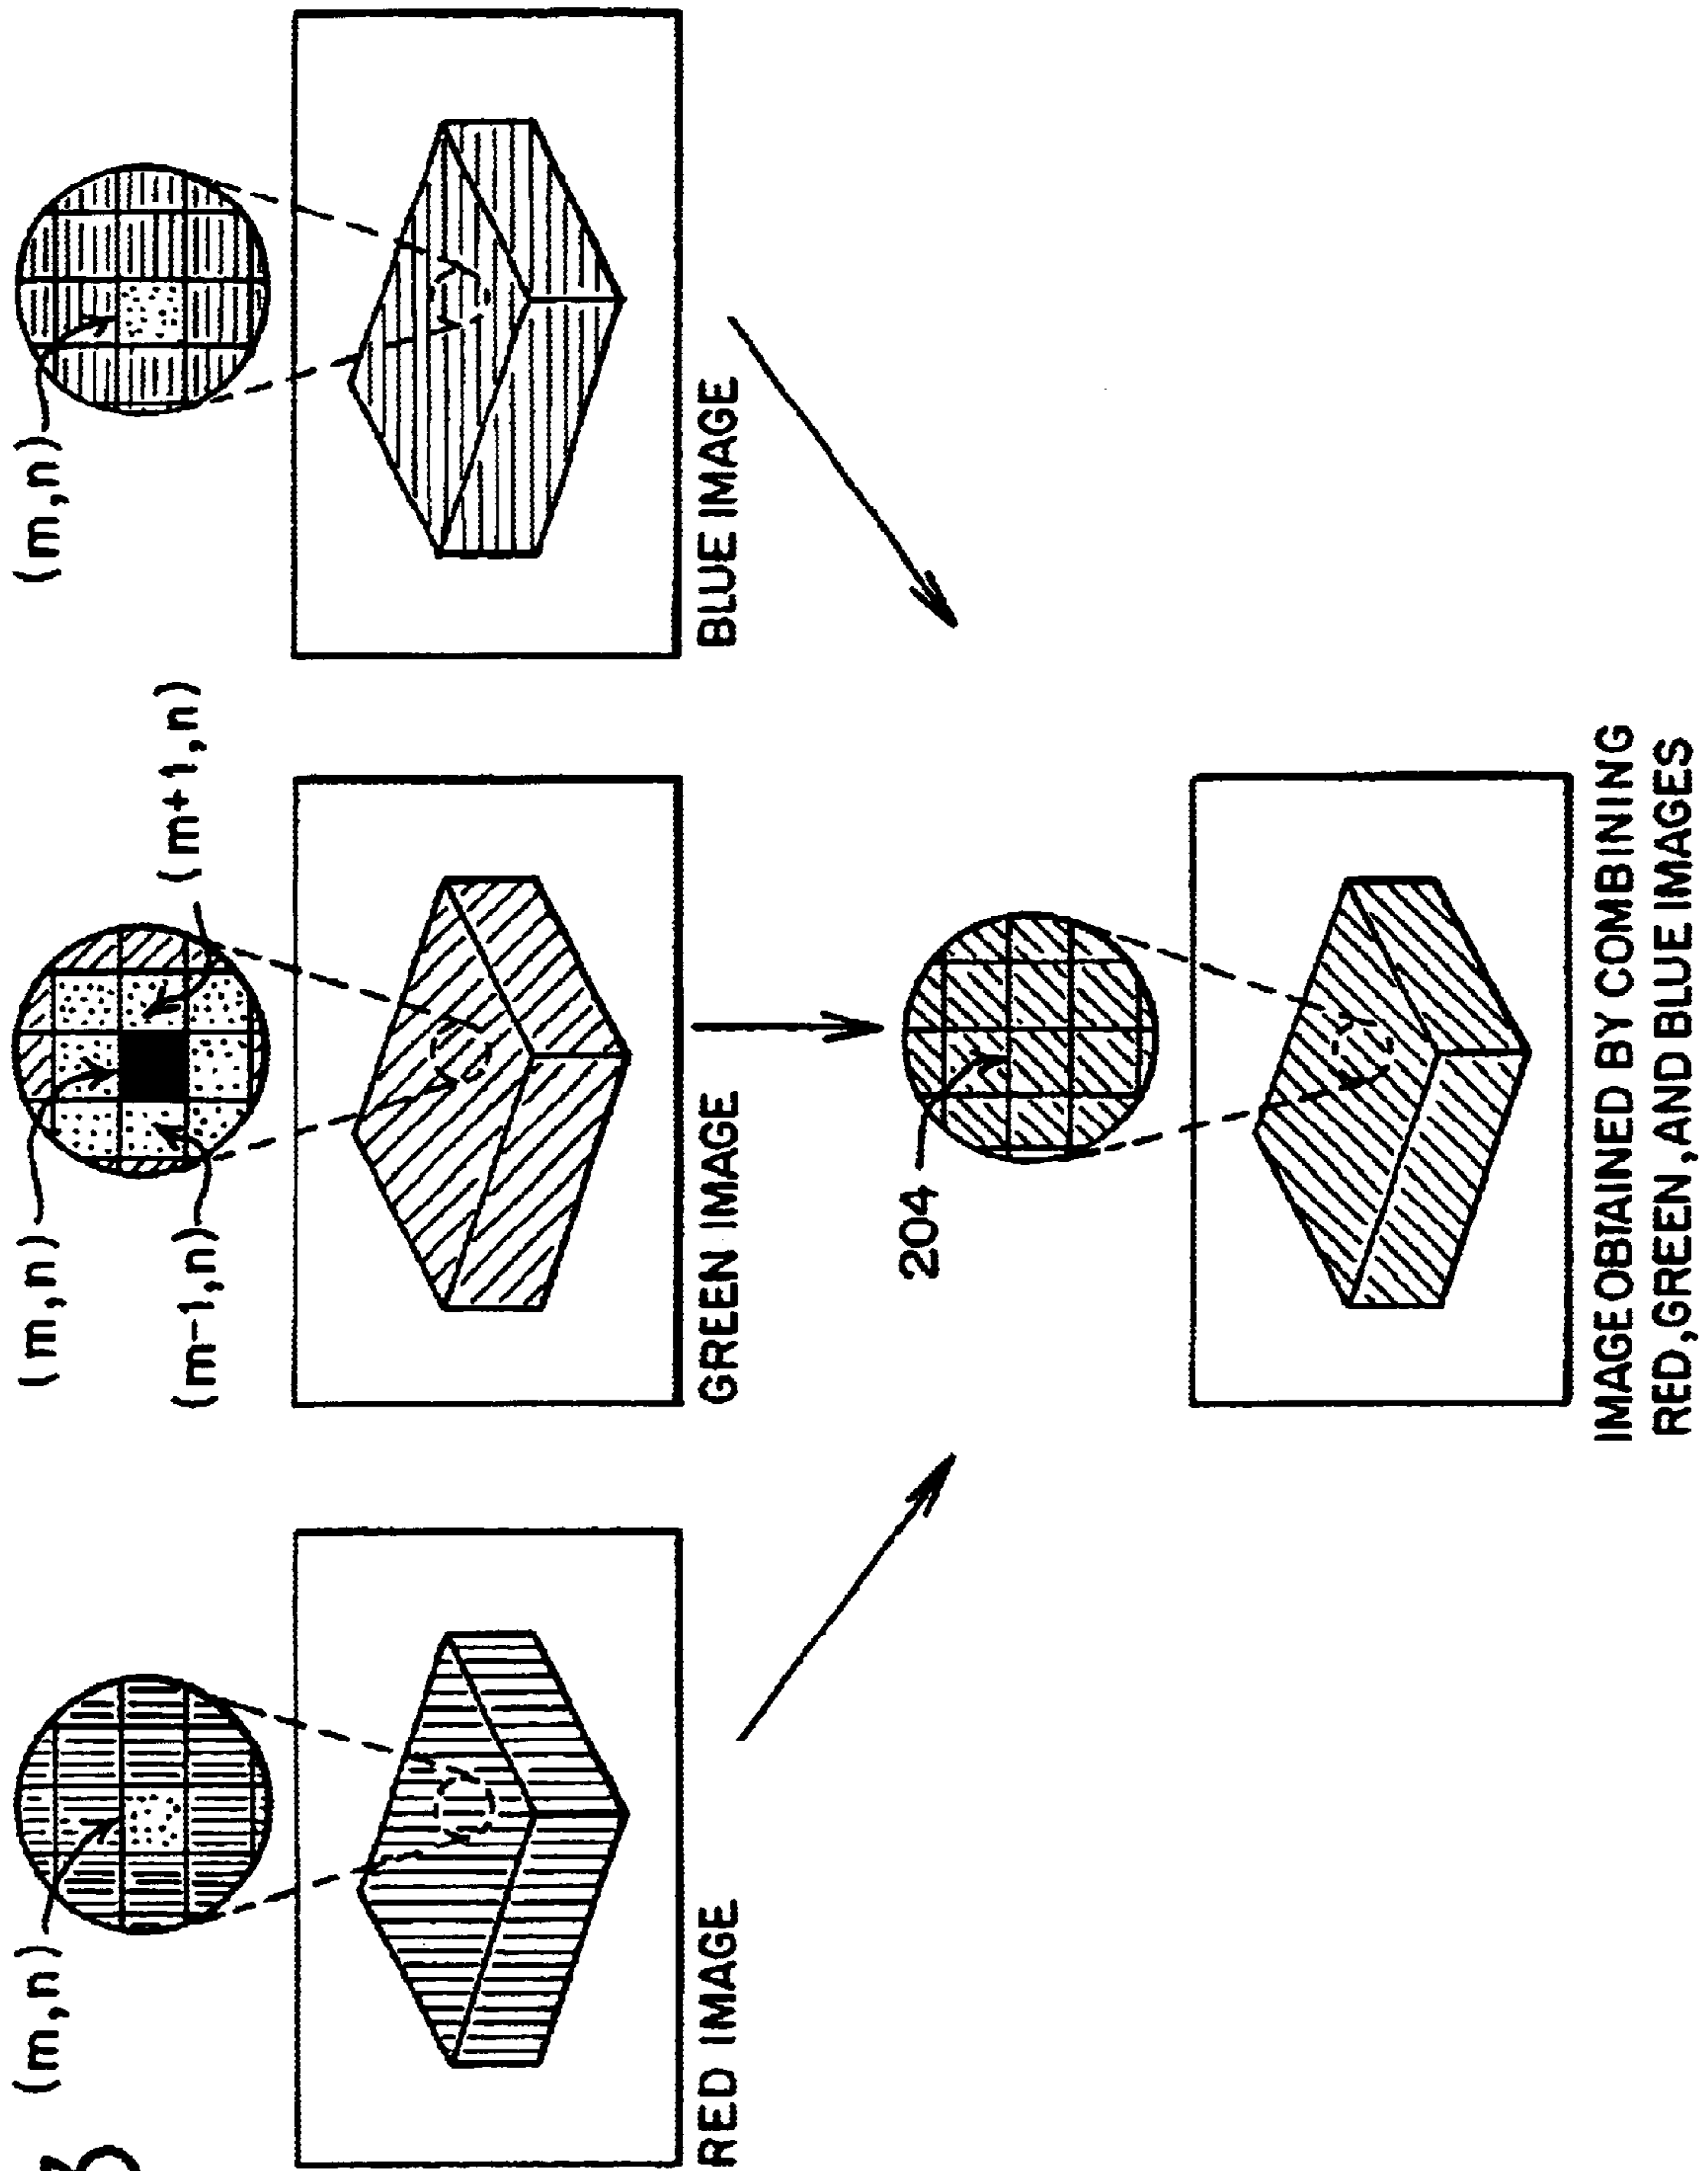 (m,n)
(m,n)
(m-1,n)
(m+1,n)
(m,n)
RED IMAGE
GREEN IMAGE
BLUE IMAGE
204
IMAGE OBTAINED BY COMBINING
RED, GREEN, AND BLUE IMAGES